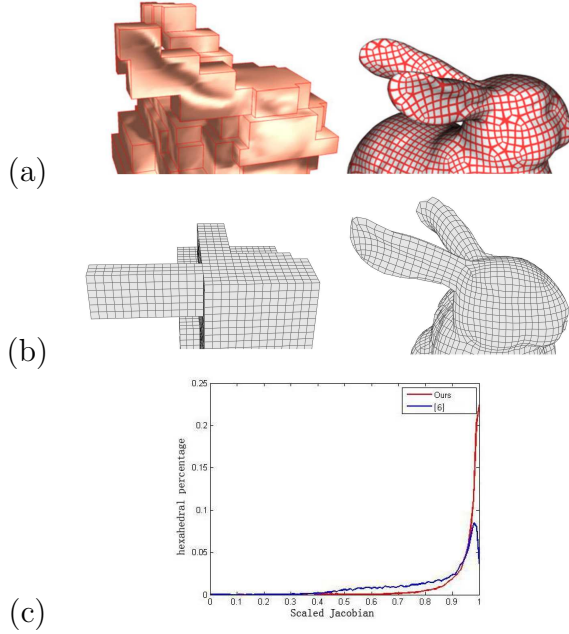 (a)
(b)
0.25
0.2
0.15
0.1
0.05
0
hexahedral percentage
Ours
[6]
0 0.1 0.2 0.3 0.4 0.5 0.6 0.7 0.8 0.9 1
Scaled Jacobian
(c)